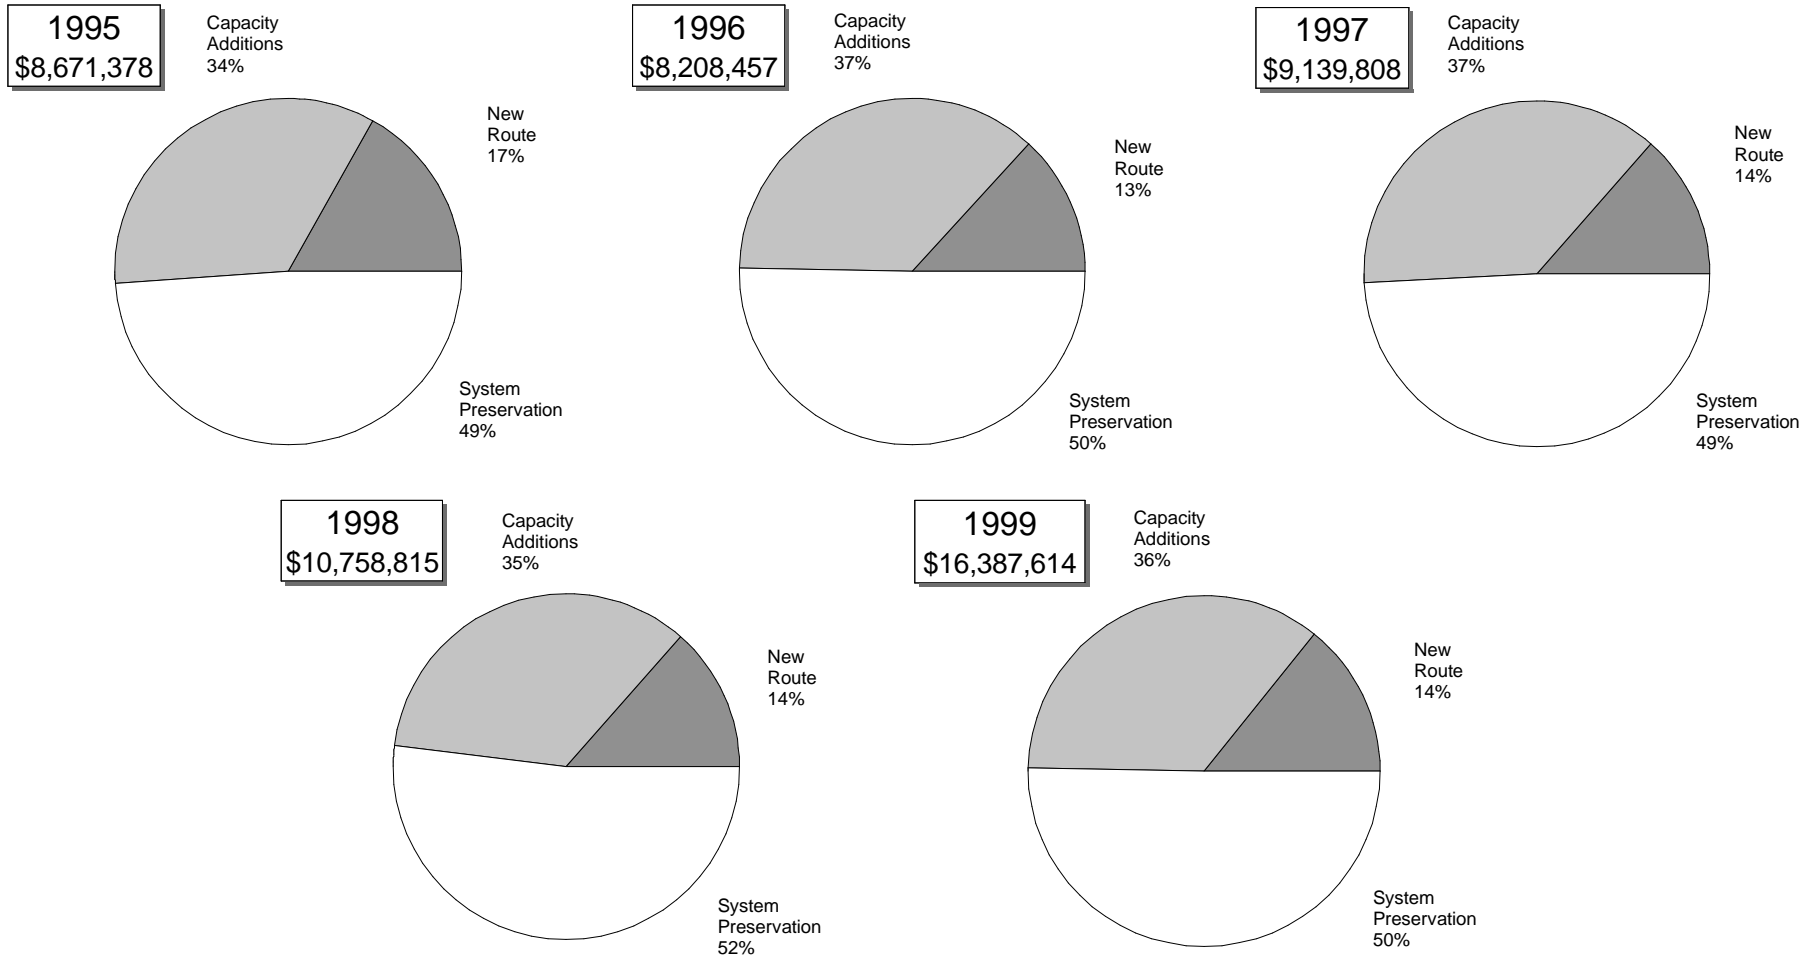 1995
$8,671,378
Capacity
Additions
34%
New
Route
17%
System
Preservation
49%
1996
$8,208,457
Capacity
Additions
37%
New
Route
13%
System
Preservation
50%
1997
$9,139,808
Capacity
Additions
37%
New
Route
14%
System
Preservation
49%
1998
$10,758,815
Capacity
Additions
35%
New
Route
14%
System
Preservation
52%
1999
$16,387,614
Capacity
Additions
36%
New
Route
14%
System
Preservation
50%